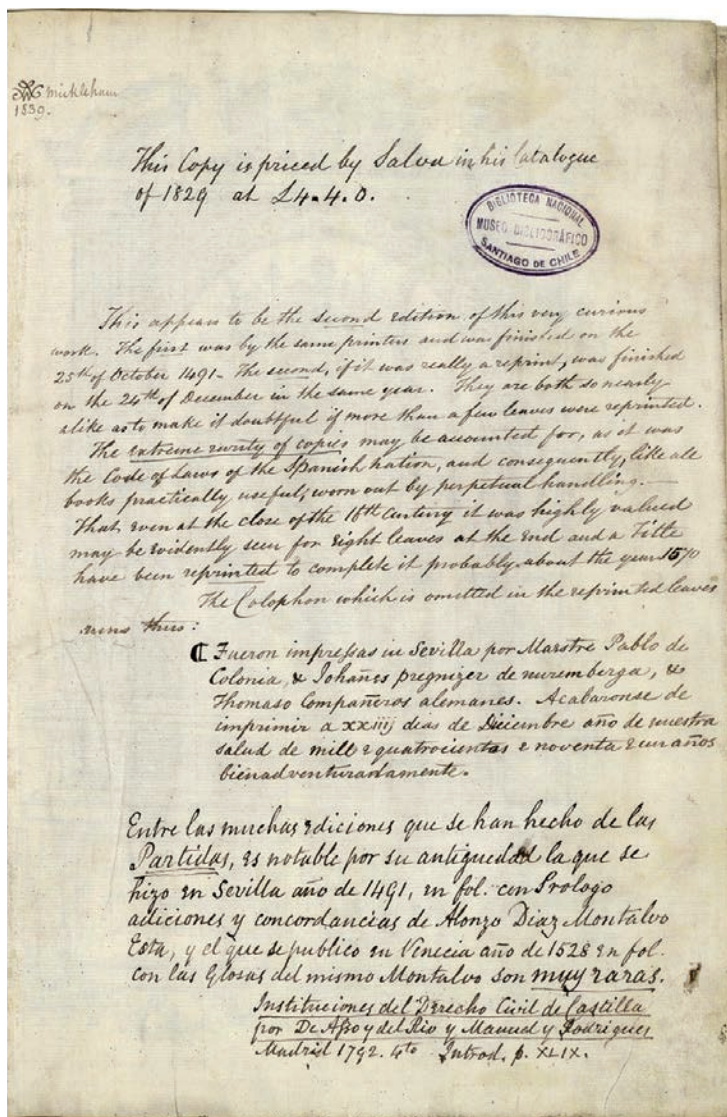 Mickleham
1839.
This Copy is priced by Salva in his Catalogue
of 1829 at £4.4.0.
BIBLIOTECA NACIONAL
MUSEO BIBLIOGRÁFICO
SANTIAGO DE CHILE
This appears to be the second edition of this very curious
work. The first was by the same printers and was finished on the
25th of October 1491 - The second, if it was really a reprint, was finished
on the 24th of December in the same year. They are both so nearly
alike as to make it doubtful if more than a few leaves were reprinted.
The extreme rarity of copies may be accounted for, as it was
the Code of Laws of the Spanish nation, and consequently, like all
books practically useful, worn out by perpetual handling.—
That even at the close of the 16th Century it was highly valued
may be evidently seen for eight leaves at the end and a Title
have been reprinted to complete it probably about the year 1570
The Colophon which is omitted in the reprinted leaves
runs thus:
⁋ Fueron impressas in Sevilla por Maestre Pablo de
Colonia, & Johañes pregnizer de nuremberga, &
Thomaso Compañeros alemanes. Acabaronse de
imprimir a xxiiij dias de Diciembre año de nuestra
salud de mill e quatrocientas e noventa e un años
bienadventuradamente.
Entre las muchas ediciones que se han hecho de las
Partidas, es notable por su antiguedad la que se
hizo en Sevilla año de 1491, en fol. con Prologo
adiciones y concordancias de Alonzo Diaz Montalvo
Esta, y el que se publico en Venecia año de 1528 en fol.
con las Glosas del mismo Montalvo son muy raras.
Instituciones del Derecho Civil de Castilla
por De Asso y del Rio y Manuel y Rodrigues
Madrid 1792. 4to Introd. p. XLIX.